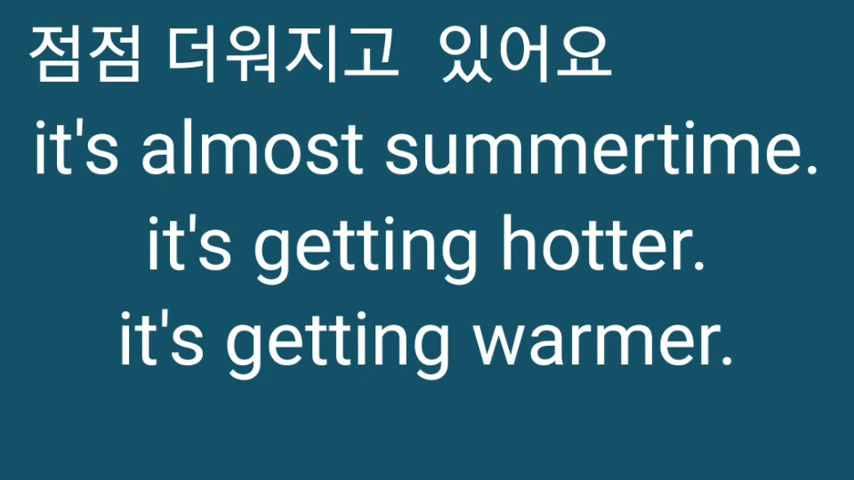 점점 더워지고 있어요
it's almost summertime.
it's getting hotter.
it's getting warmer.